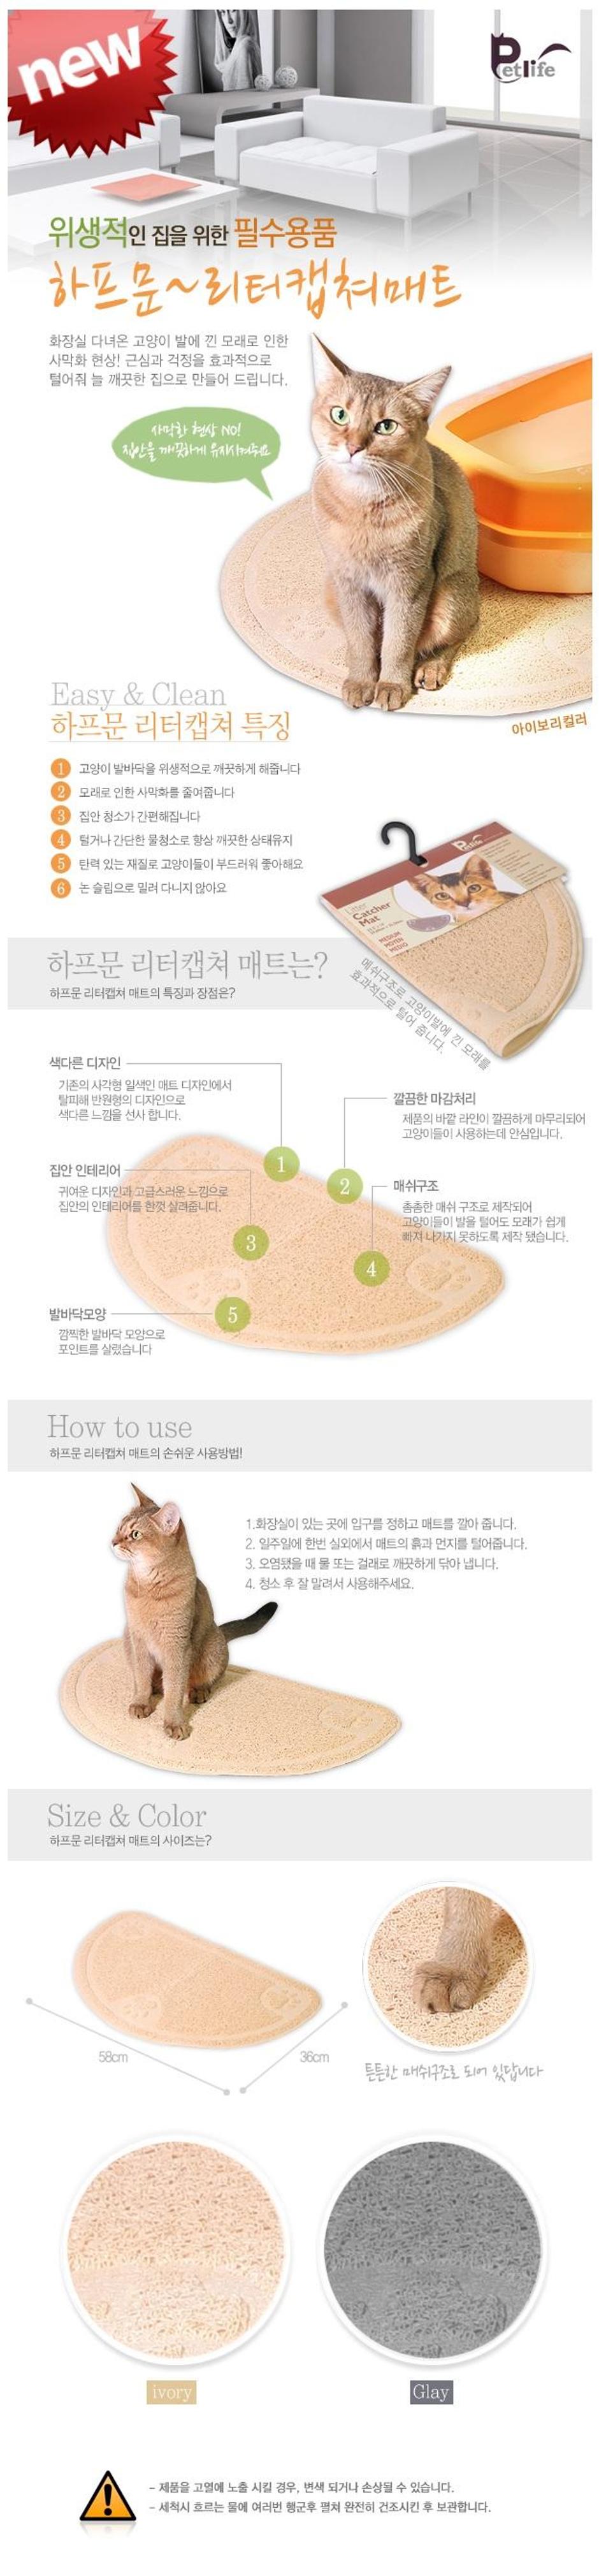 new
Petlife
위생적인 집을 위한 필수용품
하프문~리터캡쳐매트
화장실 다녀온 고양이 발에 낀 모래로 인한
사막화 현상! 근심과 걱정을 효과적으로
털어줘 늘 깨끗한 집으로 만들어 드립니다.
사막화 현상 NO!
집안을 깨끗하게 유지시켜주요
아이보리컬러
Easy & Clean
하프문 리터캡쳐 특징
1 고양이 발바닥을 위생적으로 깨끗하게 해줍니다
2 모래로 인한 사막화를 줄여줍니다
3 집안 청소가 간편해집니다
4 털거나 간단한 물청소로 항상 깨끗한 상태유지
5 탄력 있는 재질로 고양이들이 부드러워 좋아해요
6 논 슬립으로 밀려 다니지 않아요
Petlife
Litter
Catcher
Mat
MEDIUM
MOYEN
MEDIO
메쉬구조로 고양이발에 낀 모래를
효과적으로 털어 줍니다.
하프문 리터캡쳐 매트는?
하프문 리터캡쳐 매트의 특징과 장점은?
색다른 디자인
기존의 사각형 일색인 매트 디자인에서
탈피해 반원형의 디자인으로
색다른 느낌을 선사 합니다.
1
깔끔한 마감처리
제품의 바깥 라인이 깔끔하게 마무리되어
고양이들이 사용하는데 안심입니다.
2
집안 인테리어
귀여운 디자인과 고급스러운 느낌으로
집안의 인테리어를 한껏 살려줍니다.
3
매쉬구조
촘촘한 매쉬 구조로 제작되어
고양이들이 발을 털어도 모래가 쉽게
빠져 나가지 못하도록 제작 됐습니다.
4
발바닥모양
깜찍한 발바닥 모양으로
포인트를 살렸습니다
5
How to use
하프문 리터캡쳐 매트의 손쉬운 사용방법!
1.화장실이 있는 곳에 입구를 정하고 매트를 깔아 줍니다.
2. 일주일에 한번 실외에서 매트의 흙과 먼지를 털어줍니다.
3. 오염됐을 때 물 또는 걸레로 깨끗하게 닦아 냅니다.
4. 청소 후 잘 말려서 사용해주세요.
Size & Color
하프문 리터캡쳐 매트의 사이즈는?
58cm
36cm
튼튼한 매쉬구조로 되어 있답니다
ivory
Glay
- 제품을 고열에 노출 시킬 경우, 변색 되거나 손상될 수 있습니다.
- 세척시 흐르는 물에 여러번 행군후 펼쳐 완전히 건조시킨 후 보관합니다.